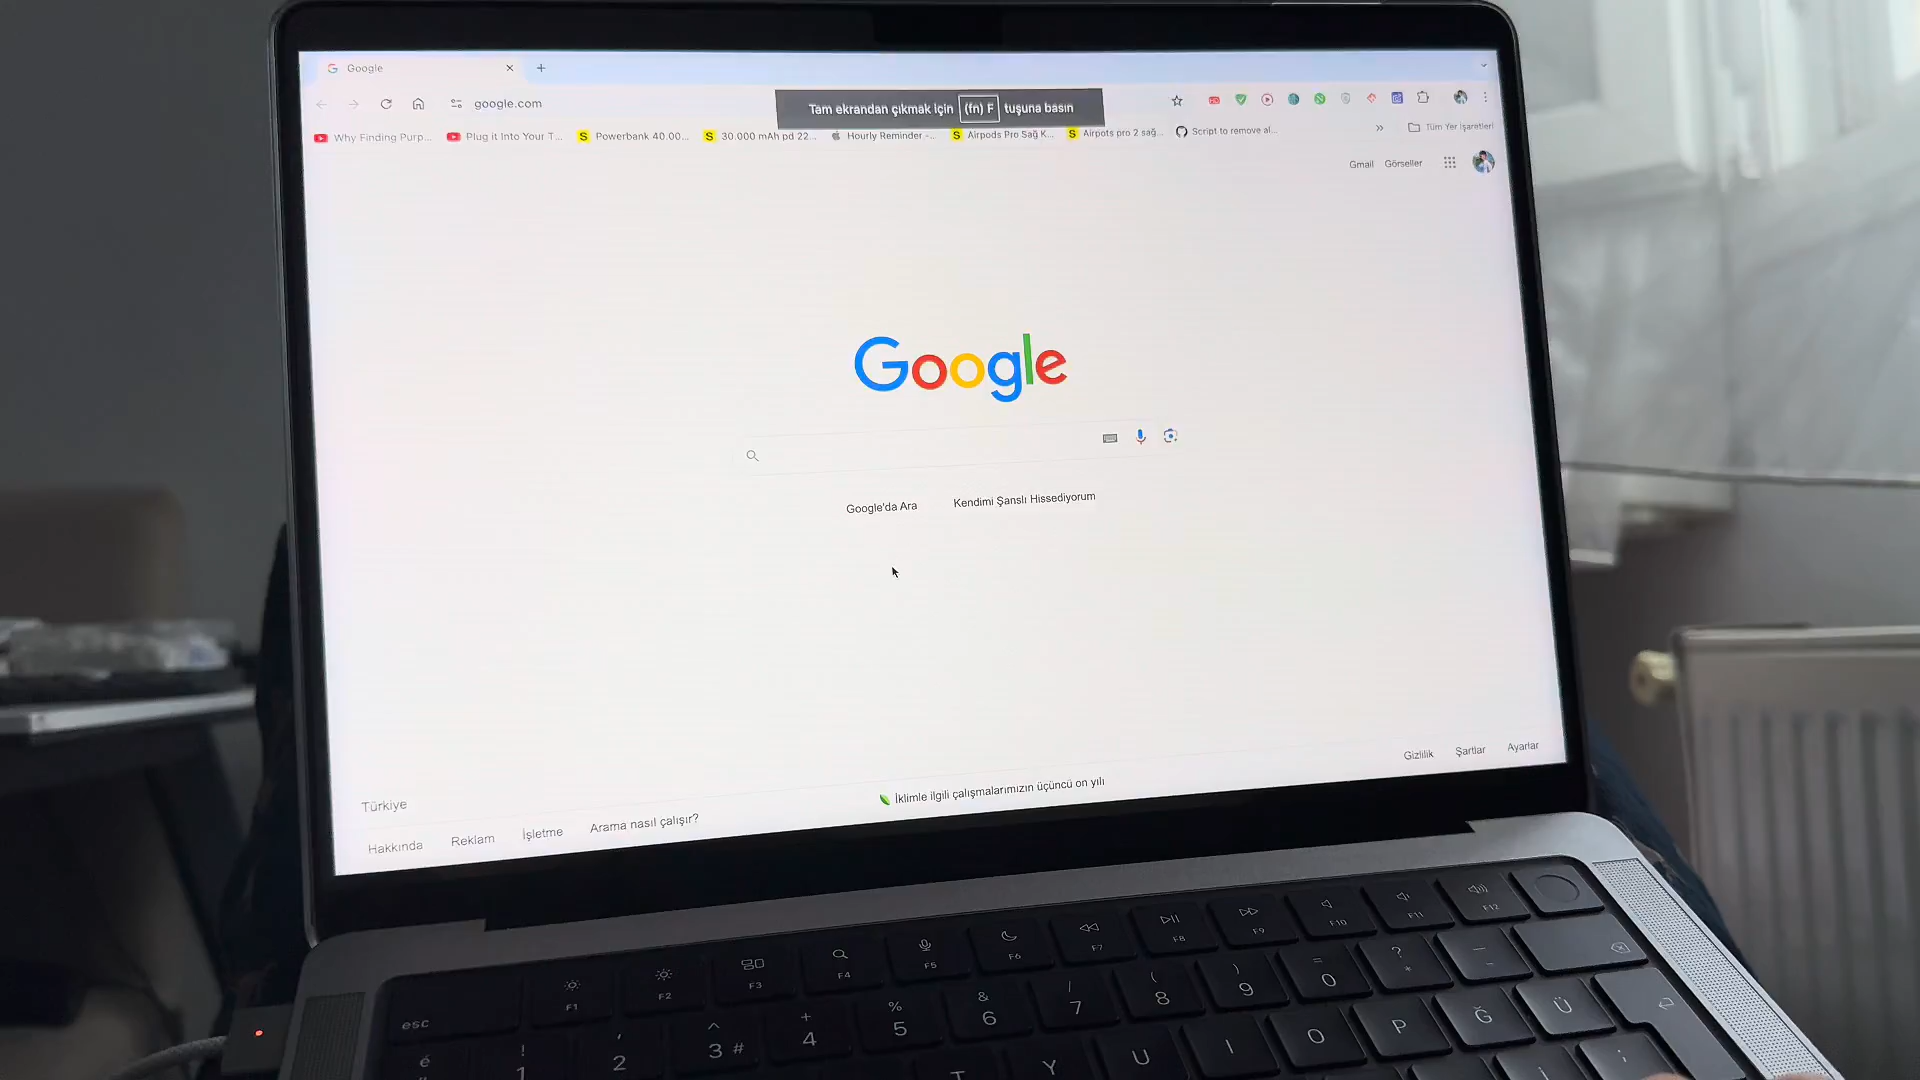 Google
google.com
Tam ekrandan çıkmak için (fn) F tuşuna basın
Why Finding Purp... Plug it Into Your T... Powerbank 40.00... 30.000 mAh pd 22... Hourly Reminder -... Airpods Pro Sağ K... Airpots pro 2 sağ... Script to remove al... Tüm Yer İşaretleri
Gmail Görseller
Google
Google'da Ara Kendimi Şanslı Hissediyorum
Türkiye
İklimle ilgili çalışmalarımızın üçüncü on yılı
Hakkında Reklam İşletme Arama nasıl çalışır?
Gizlilik Şartlar Ayarlar
esc F1 F2 F3 F4 F5 F6 F7 F8 F9 F10 F11 F12
é ! 1 ' 2 ^ 3 # + 4 % 5 & 6 / 7 ( 8 ) 9 = 0 ? * _ -
T Y U I O P Ğ Ü
İ